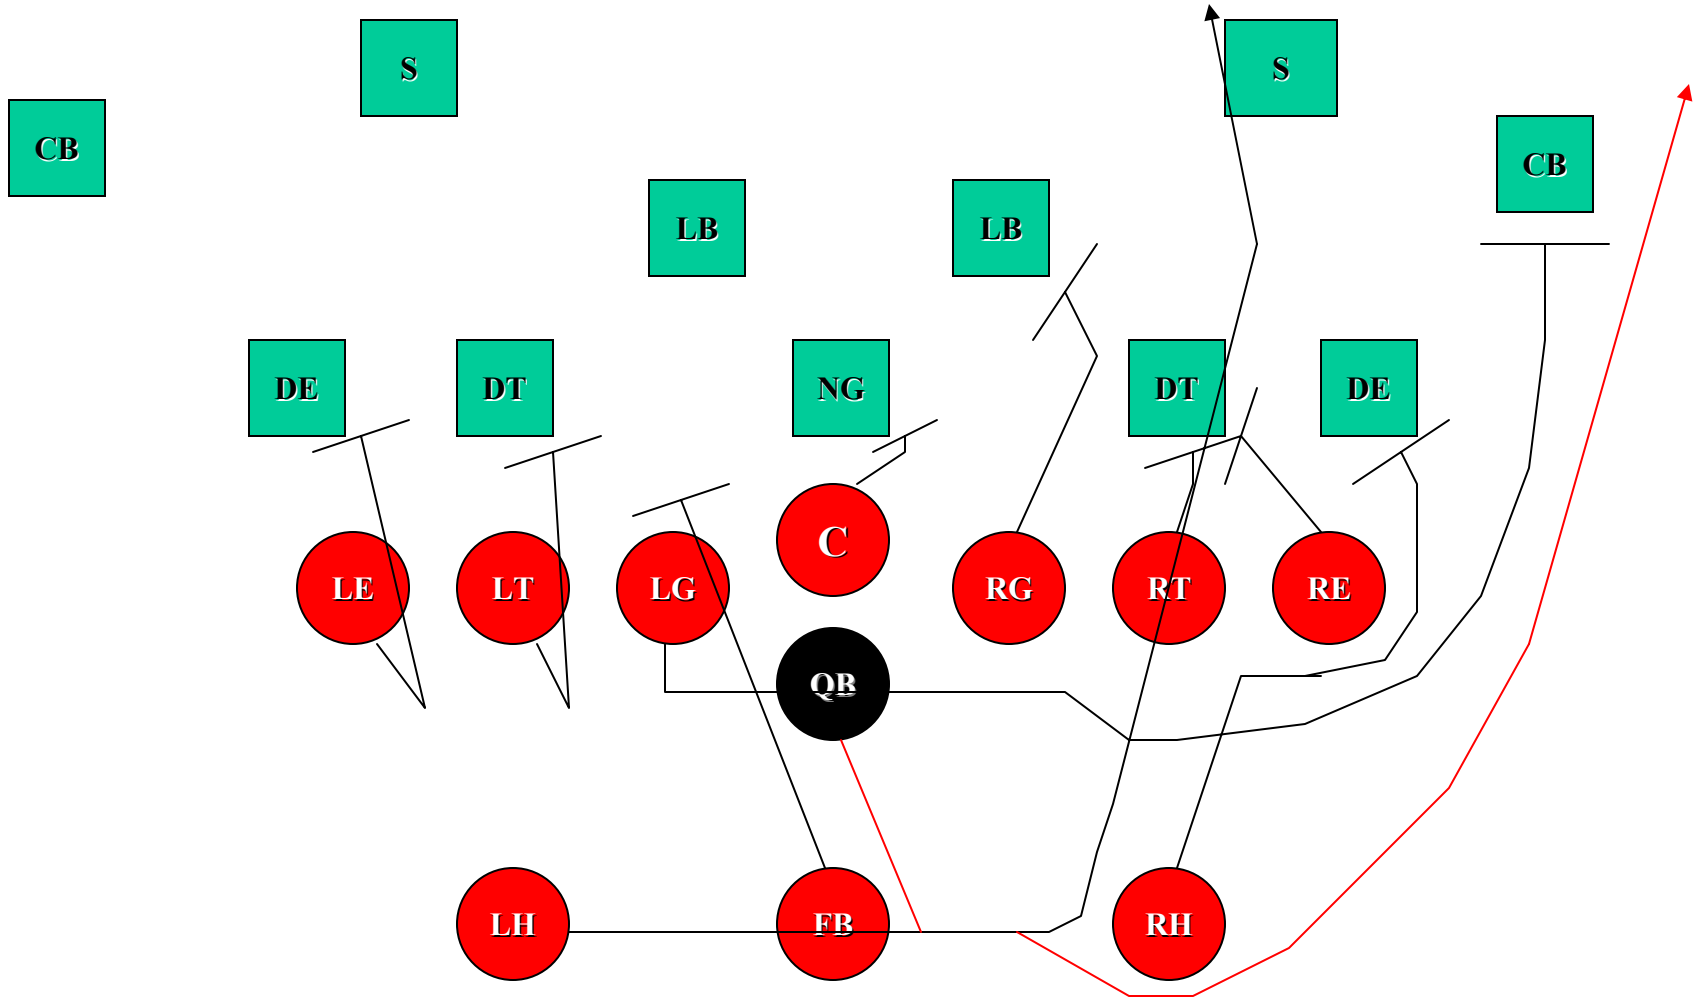 S
S
CB
CB
LB
LB
DE
DT
NG
DT
DE
C
LE
LT
LG
RG
RT
RE
QB
LH
FB
RH